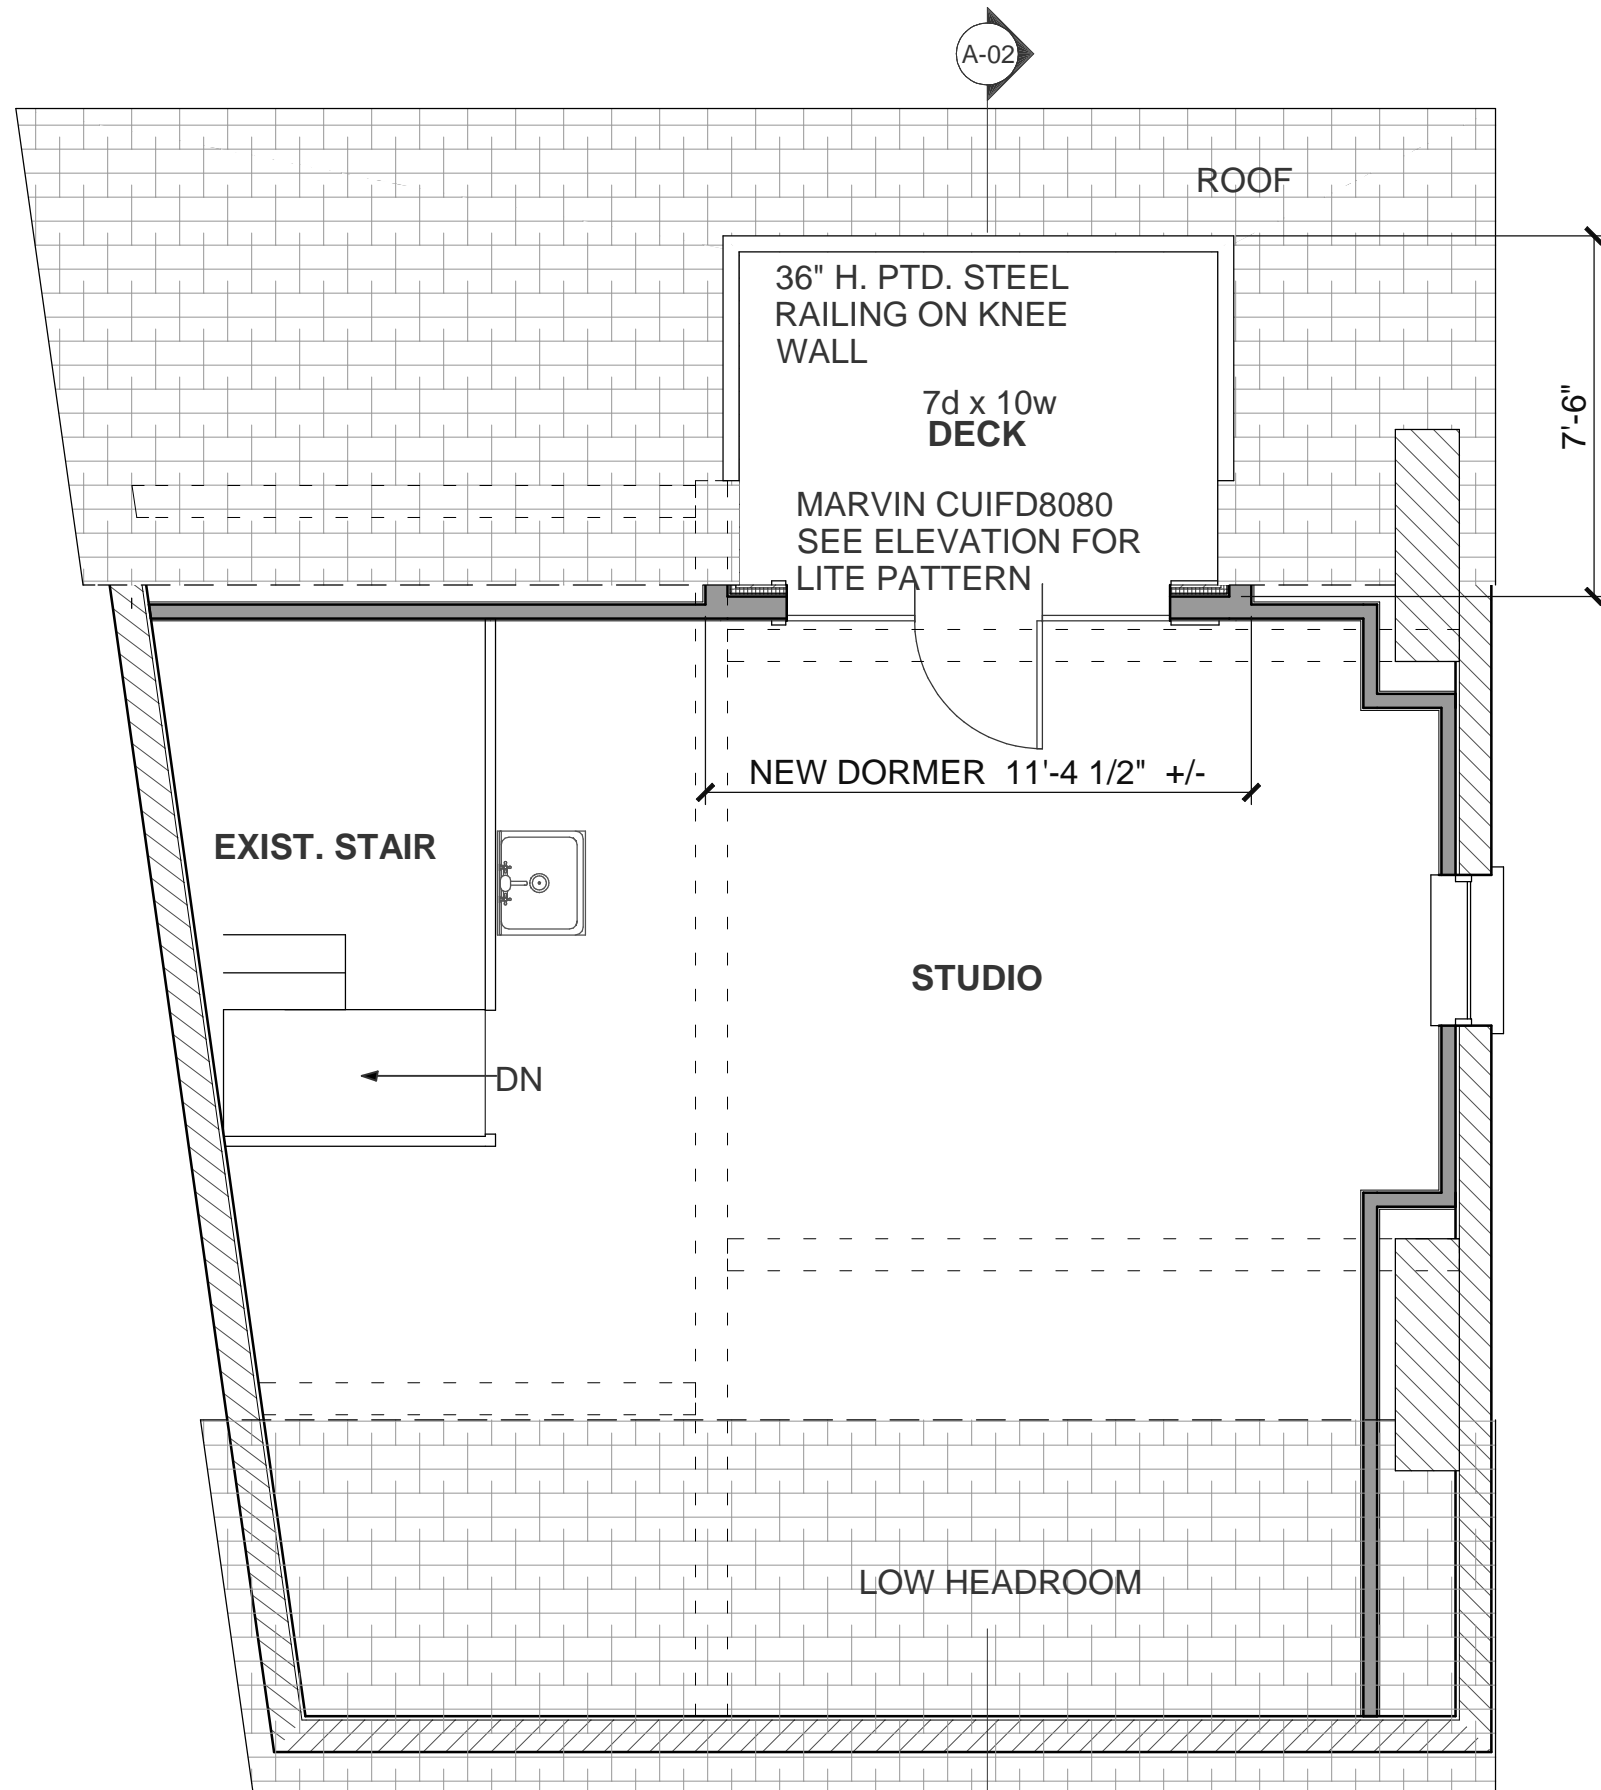 A-02
ROOF
36" H. PTD. STEEL
RAILING ON KNEE
WALL
7d x 10w
DECK
7'-6"
MARVIN CUIFD8080
SEE ELEVATION FOR
LITE PATTERN
NEW DORMER 11'-4 1/2" +/-
EXIST. STAIR
STUDIO
DN
LOW HEADROOM